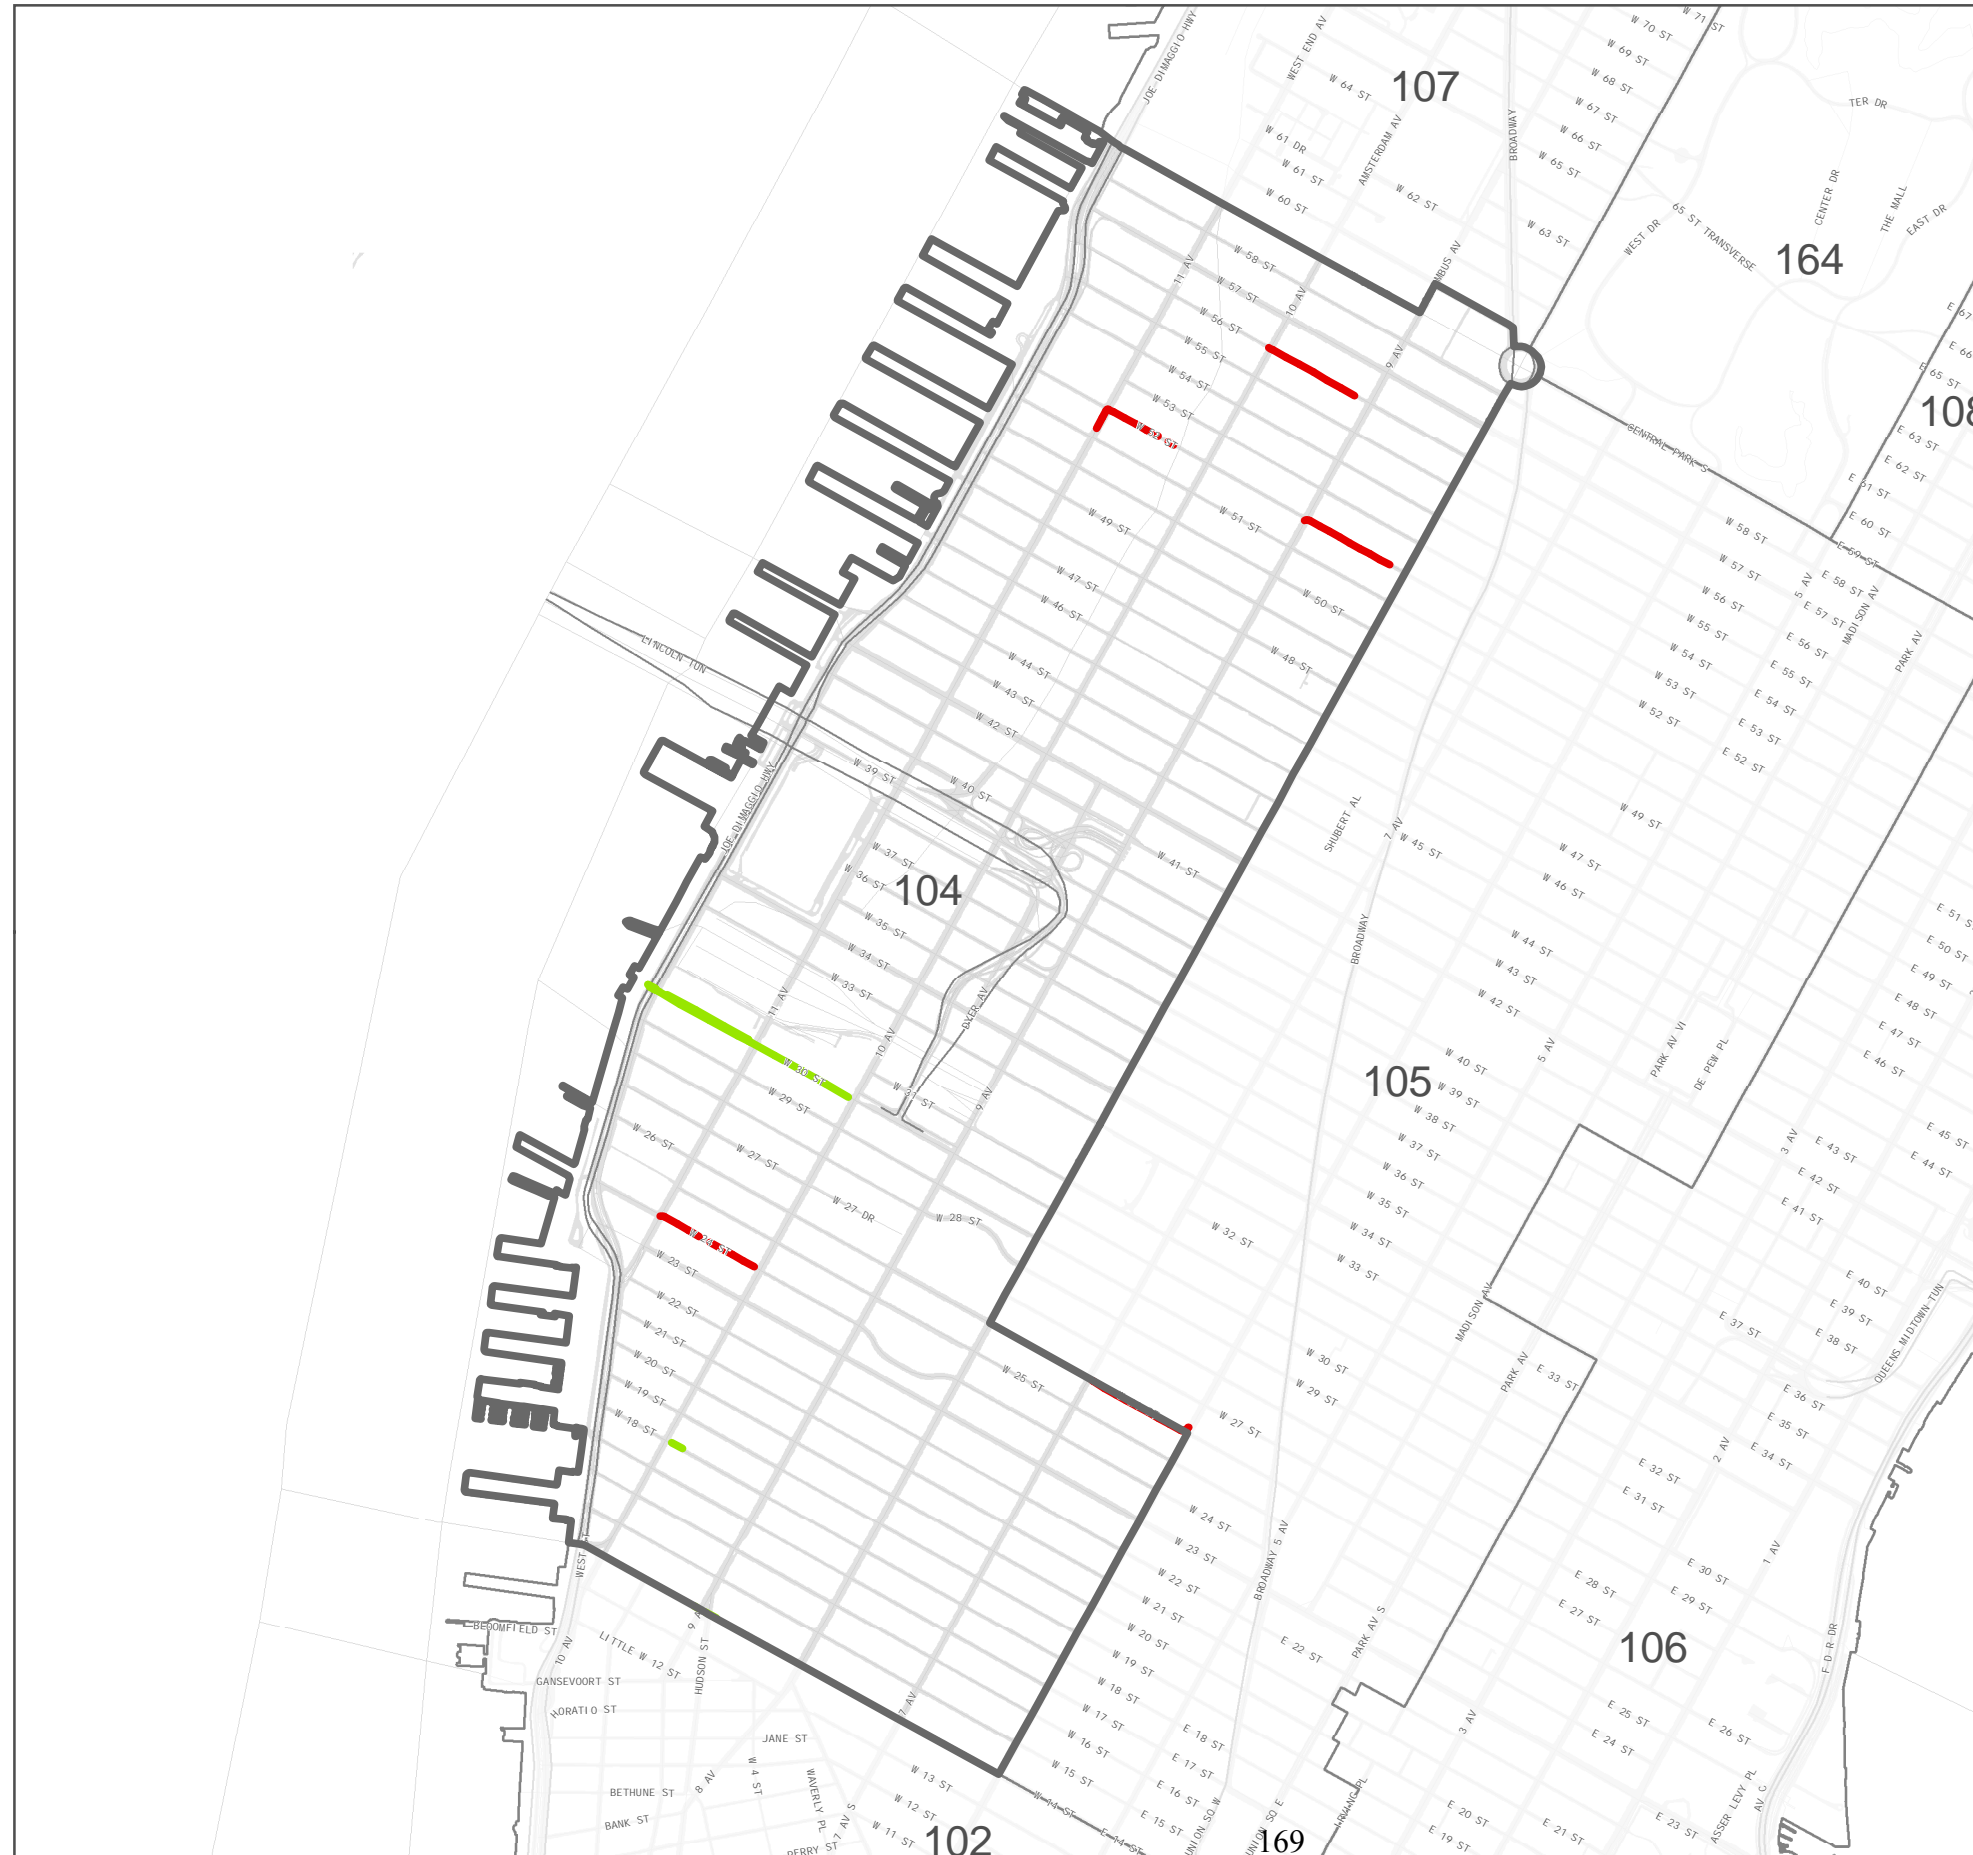 W 71 ST
W 70 ST
W 69 ST
W 68 ST
W 67 ST
W 66 ST
W 65 ST
WEST END AV
JOE DIMAGGIO HWY
W 64 ST
107
BROADWAY
AMSTERDAM AV
W 61 DR
W 61 ST
W 60 ST
W 62 ST
W 63 ST
TER DR
CENTER DR
THE MALL
EAST DR
WEST DR
65 ST TRANSVERSE
164
MBUS AV
W 58 ST
W 57 ST
W 56 ST
W 55 ST
W 54 ST
W 53 ST
W 52 ST
11 AV
10 AV
9 AV
E 67
E 66
E 65 ST
108
E 63 ST
E 62 ST
E 61 ST
E 60 ST
E 59 ST
E 58 ST
E 57 ST
E 56 ST
E 55 ST
E 54 ST
E 53 ST
E 52 ST
CENTRAL PARK S
W 58 ST
W 57 ST
W 56 ST
W 55 ST
W 54 ST
W 53 ST
W 52 ST
5 AV
MADISON AV
PARK AV
W 51 ST
W 49 ST
W 50 ST
W 47 ST
W 46 ST
W 48 ST
W 44 ST
W 43 ST
W 42 ST
LINCOLN TUN
JOE DIMAGGIO HWY
W 39 ST
W 40 ST
W 41 ST
W 37 ST
W 36 ST
104
W 35 ST
W 34 ST
W 33 ST
11 AV
10 AV
DYER AV
9 AV
W 31 ST
W 30 ST
W 29 ST
SHUBERT AL
7 AV
W 45 ST
W 49 ST
W 47 ST
W 46 ST
BROADWAY
W 44 ST
W 43 ST
W 42 ST
5 AV
W 40 ST
105
W 39 ST
W 38 ST
W 37 ST
W 36 ST
W 35 ST
W 34 ST
W 33 ST
W 32 ST
PARK AV VI
DE PEW PL
E 51 S
E 50 ST
E 49 ST
E 48 ST
E 47 ST
E 46 ST
E 45 ST
E 44 ST
E 43 ST
E 42 ST
E 41 ST
3 AV
E 40 ST
E 39 ST
E 38 ST
E 37 ST
QUEENS MIDTOWN TUN
W 26 ST
W 27 ST
W 27 DR
W 28 ST
W 24 ST
W 23 ST
W 22 ST
W 21 ST
W 20 ST
W 19 ST
W 18 ST
W 25 ST
W 30 ST
W 29 ST
W 27 ST
MADISON AV
PARK AV
E 33 ST
E 36 ST
E 35 ST
E 34 ST
2 AV
E 32 ST
E 31 ST
1 AV
E 30 ST
E 29 ST
E 28 ST
E 27 ST
W 24 ST
W 23 ST
W 22 ST
W 21 ST
W 20 ST
W 19 ST
W 18 ST
W 17 ST
W 16 ST
W 15 ST
W 14 ST
BROADWAY 5 AV
E 22 ST
PARK AV S
106
F D R DR
E 26 ST
E 25 ST
E 24 ST
3 AV
E 18 ST
E 17 ST
E 16 ST
E 15 ST
E 14 ST
UNION SQ W
UNION SQ E
IRVING PL
E 20 ST
E 19 ST
E 21 ST
E 23 ST
ASSER LEVY PL
AV C
BLOOMFIELD ST
10 AV
LITTLE W 12 ST
9 A
HUDSON ST
GANSEVOORT ST
HORATIO ST
JANE ST
W 4 ST
WAVERLY PL
8 AV
7 AV
7 AV S
BETHUNE ST
BANK ST
PERRY ST
W 13 ST
W 12 ST
W 11 ST
102
169